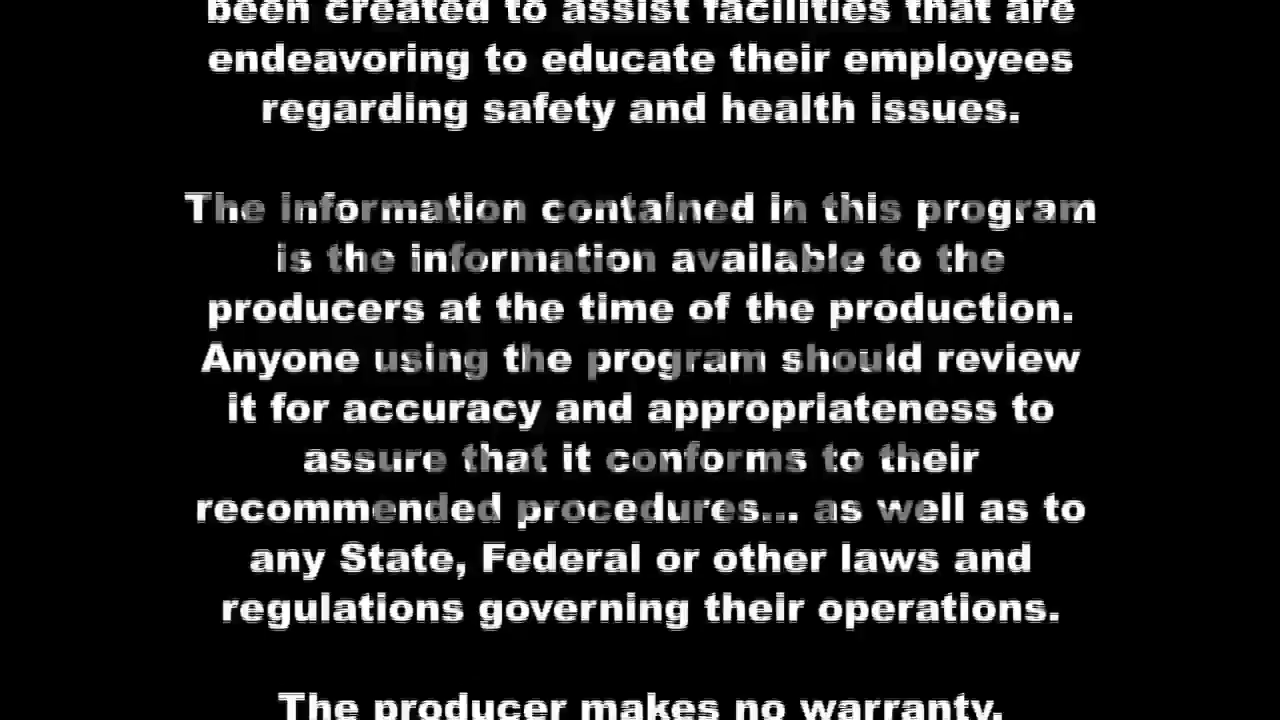 been created to assist facilities that are
endeavoring to educate their employees
regarding safety and health issues.
The information contained in this program
is the information available to the
producers at the time of the production.
Anyone using the program should review
it for accuracy and appropriateness to
assure that it conforms to their
recommended procedures... as well as to
any State, Federal or other laws and
regulations governing their operations.
The producer makes no warranty,